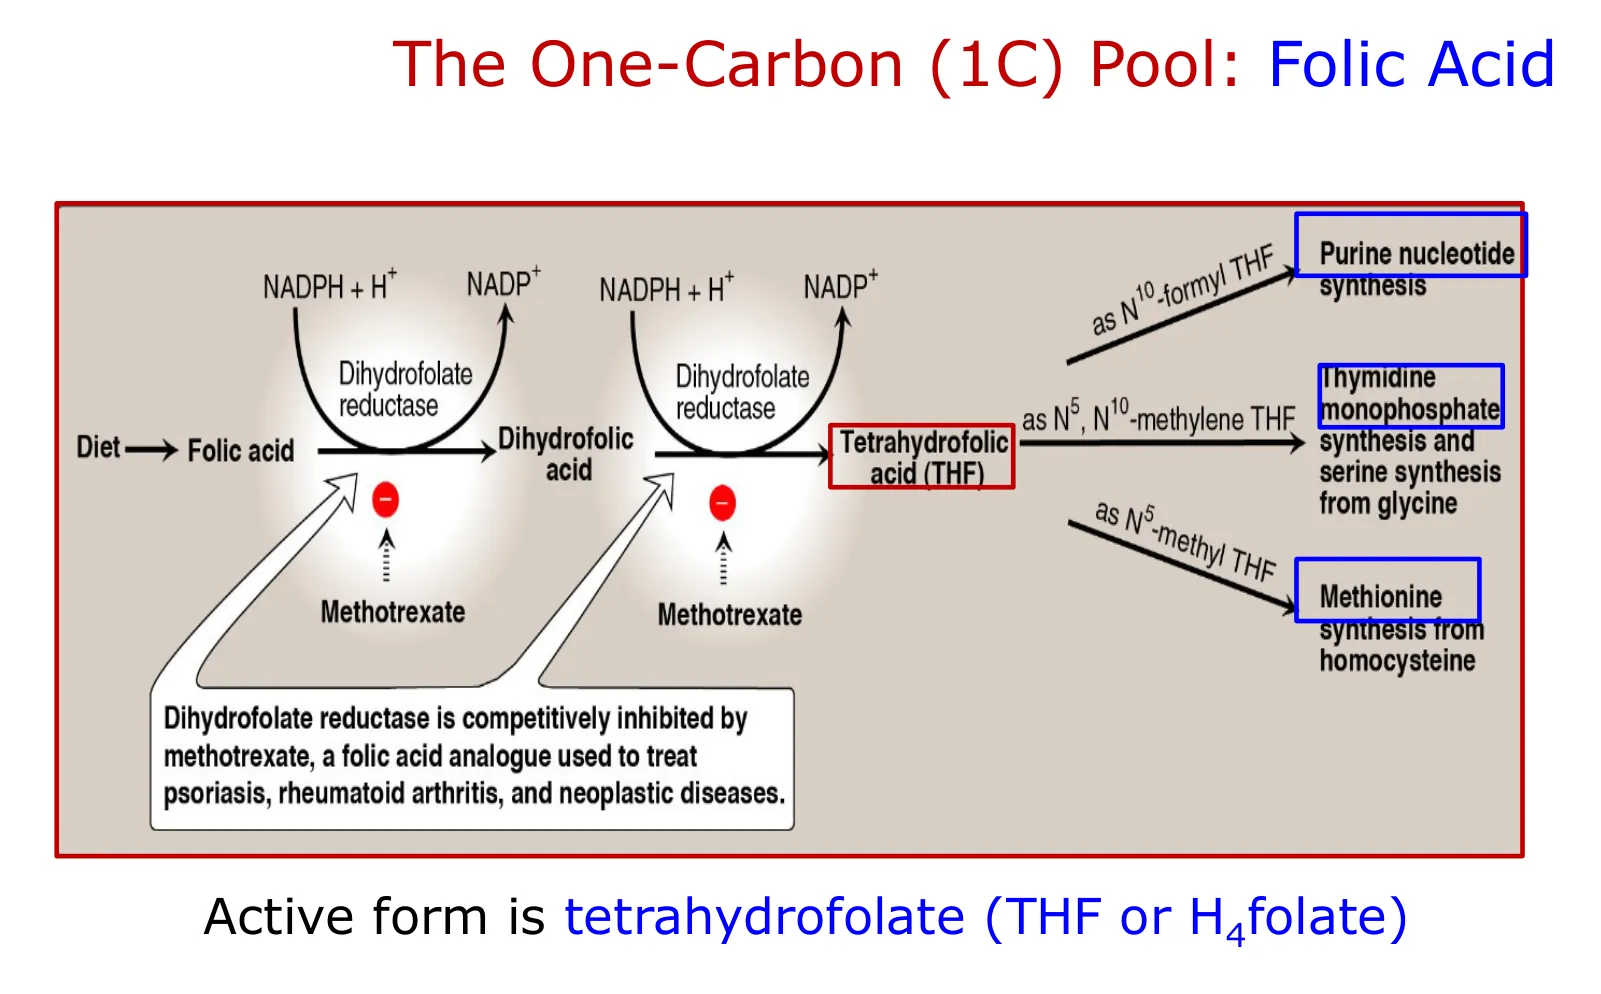 The One-Carbon (1C) Pool: Folic Acid
NADPH + H⁺
NADP⁺
Dihydrofolate
reductase
NADPH + H⁺
NADP⁺
Dihydrofolate
reductase
Diet
Folic acid
Dihydrofolic
acid
Tetrahydrofolic
acid (THF)
as N¹⁰-formyl THF
Purine nucleotide
synthesis
as N⁵, N¹⁰-methylene THF
Thymidine
monophosphate
synthesis and
serine synthesis
from glycine
as N⁵-methyl THF
Methionine
synthesis from
homocysteine
–
Methotrexate
–
Methotrexate
Dihydrofolate reductase is competitively inhibited by
methotrexate, a folic acid analogue used to treat
psoriasis, rheumatoid arthritis, and neoplastic diseases.
Active form is tetrahydrofolate (THF or H₄folate)